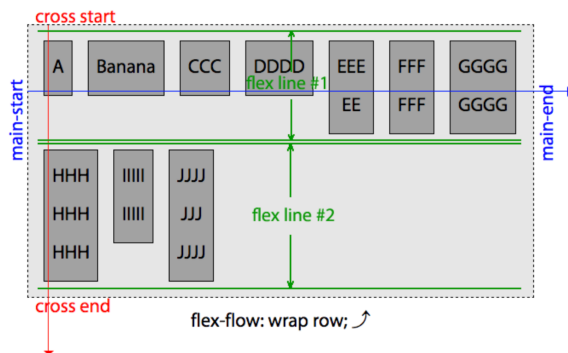 cross start
A Banana CCC DDDD EEE FFF GGGG
flex line #1
EE FFF GGGG
main-start
main-end
HHH IIIII JJJJ
HHH IIIII JJJ
flex line #2
HHH JJJJ
cross end
flex-flow: wrap row;